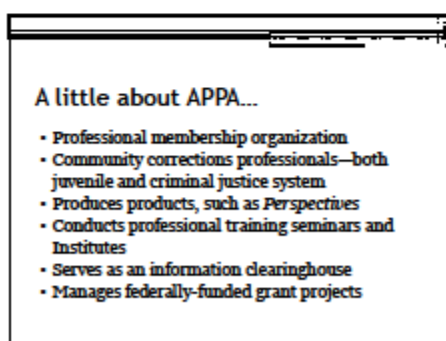 A little about APPA...
▪ Professional membership organization
▪ Community corrections professionals—both
juvenile and criminal justice system
▪ Produces products, such as Perspectives
▪ Conducts professional training seminars and
Institutes
▪ Serves as an information clearinghouse
▪ Manages federally-funded grant projects